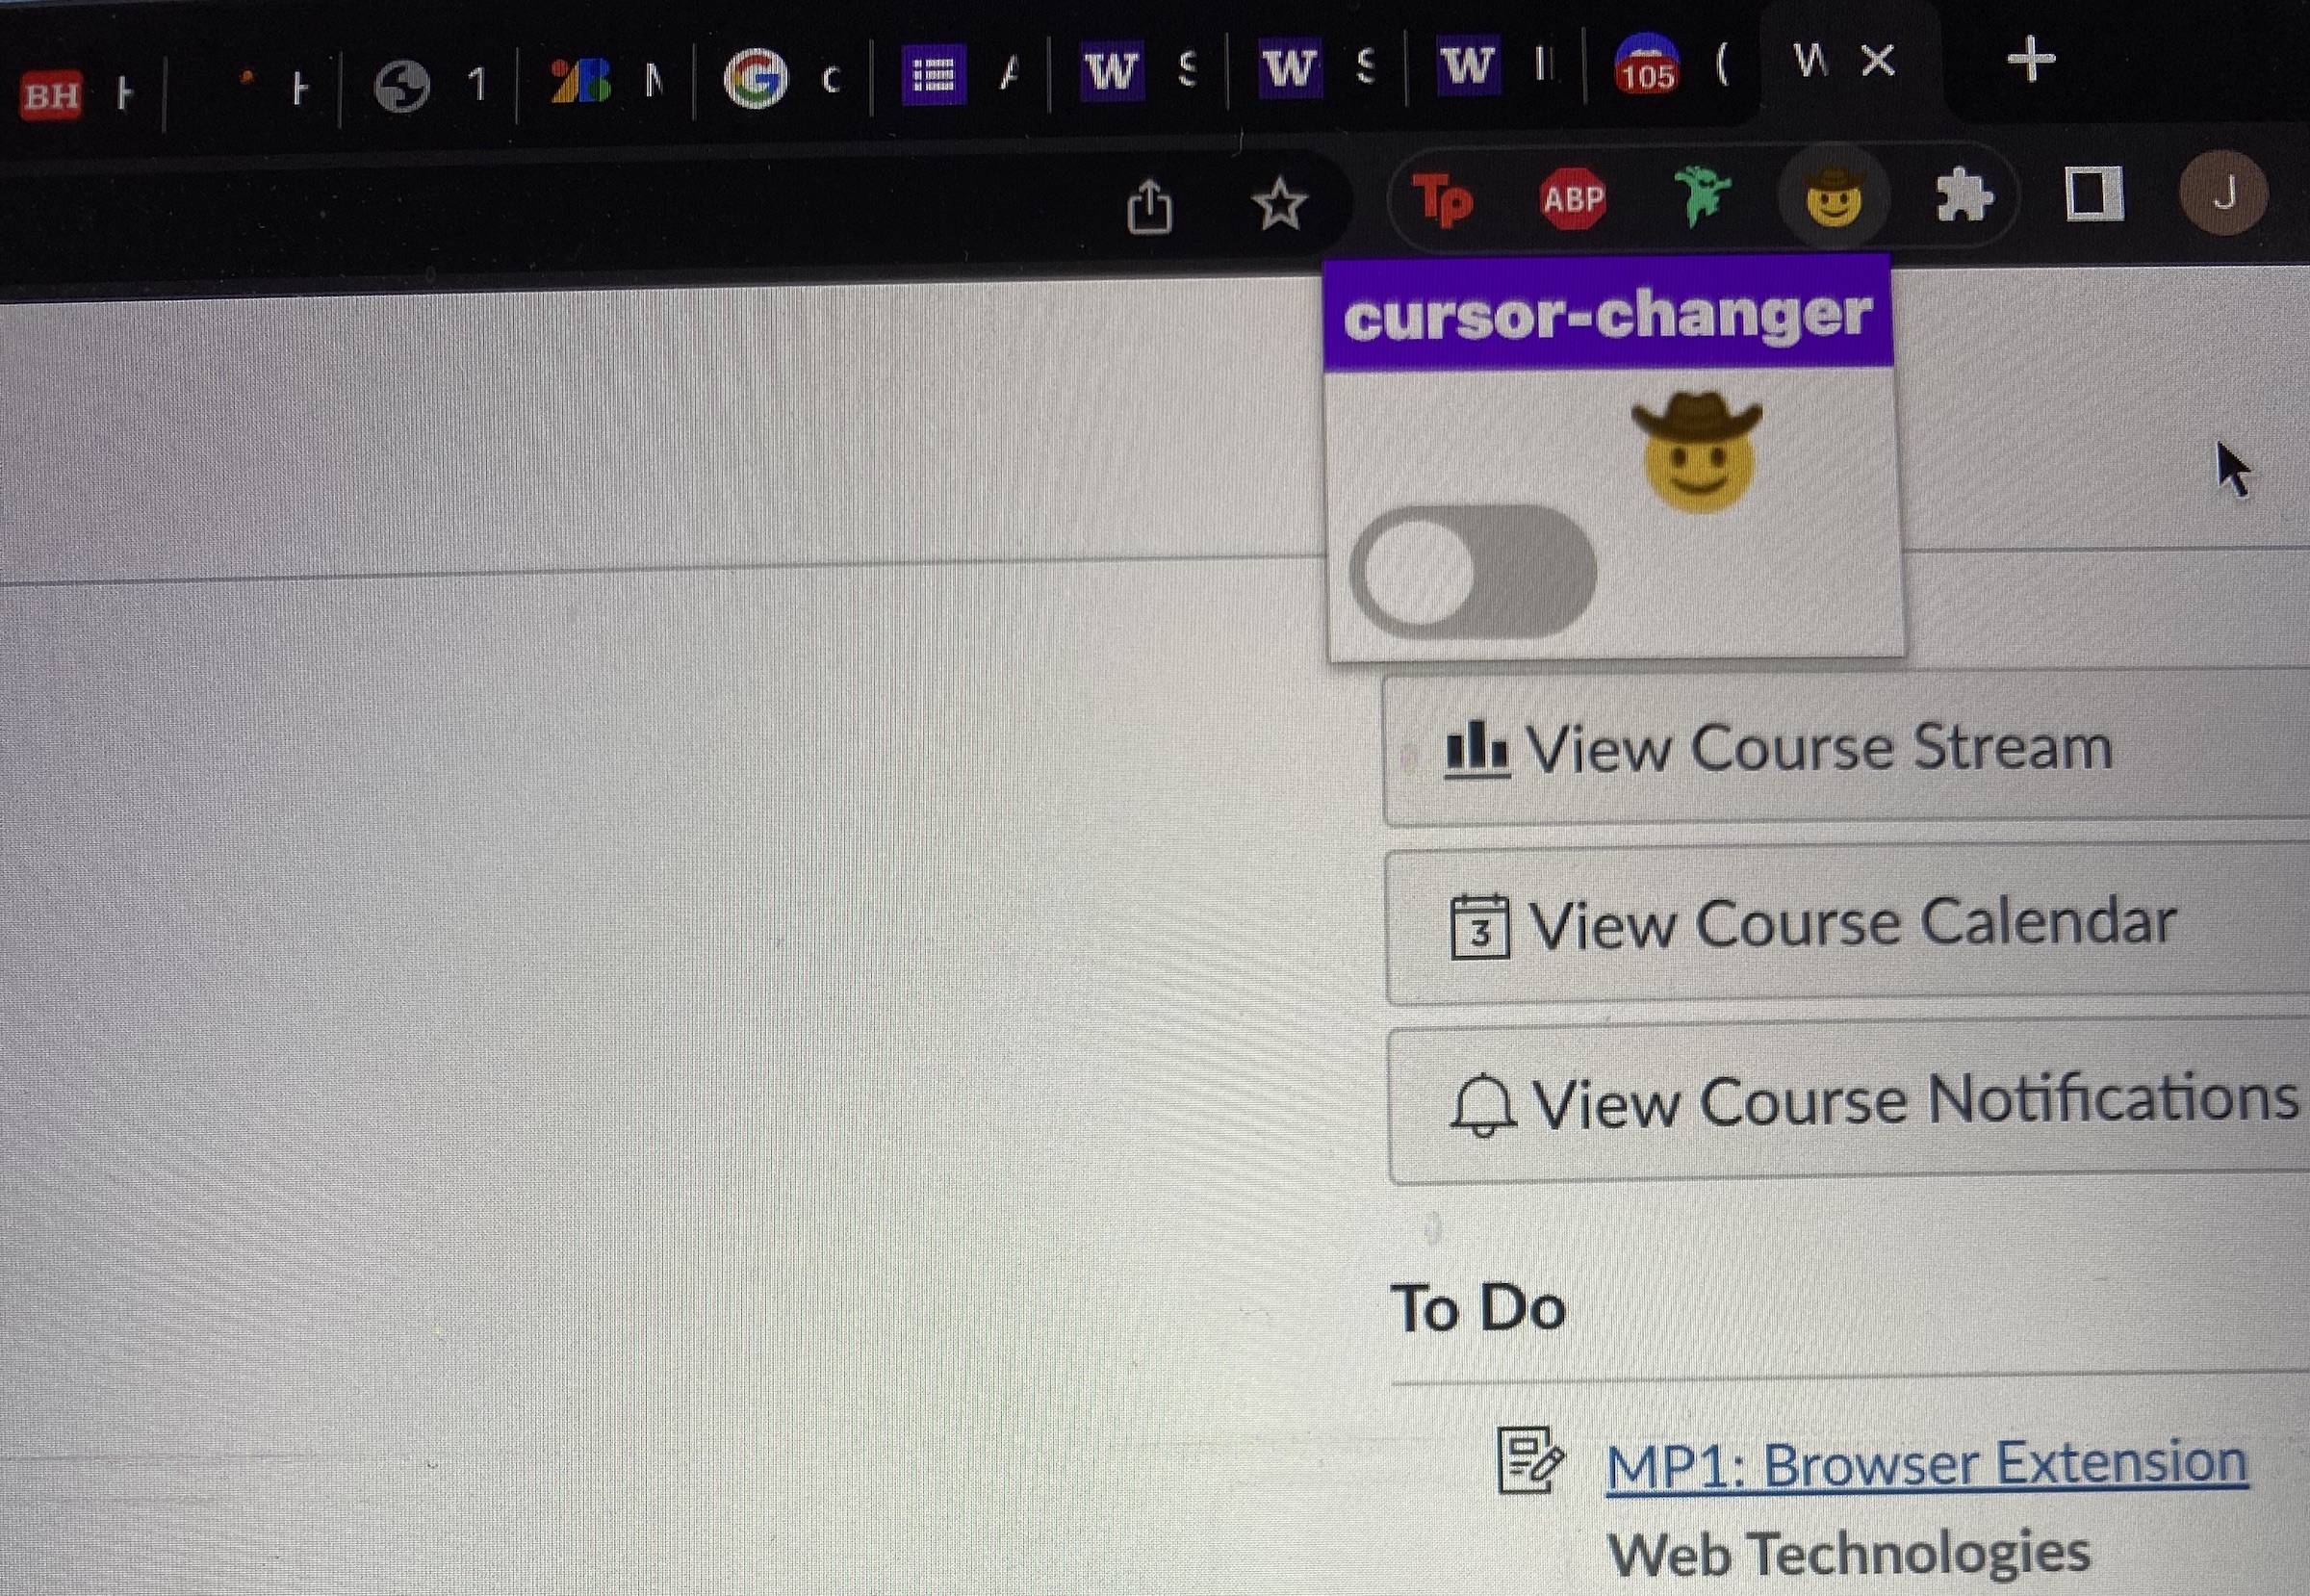 BH
1
G
W S
W S
W
105 (
W
Tp
ABP
J
cursor-changer
View Course Stream
3 View Course Calendar
View Course Notifications
To Do
MP1: Browser Extension
Web Technologies